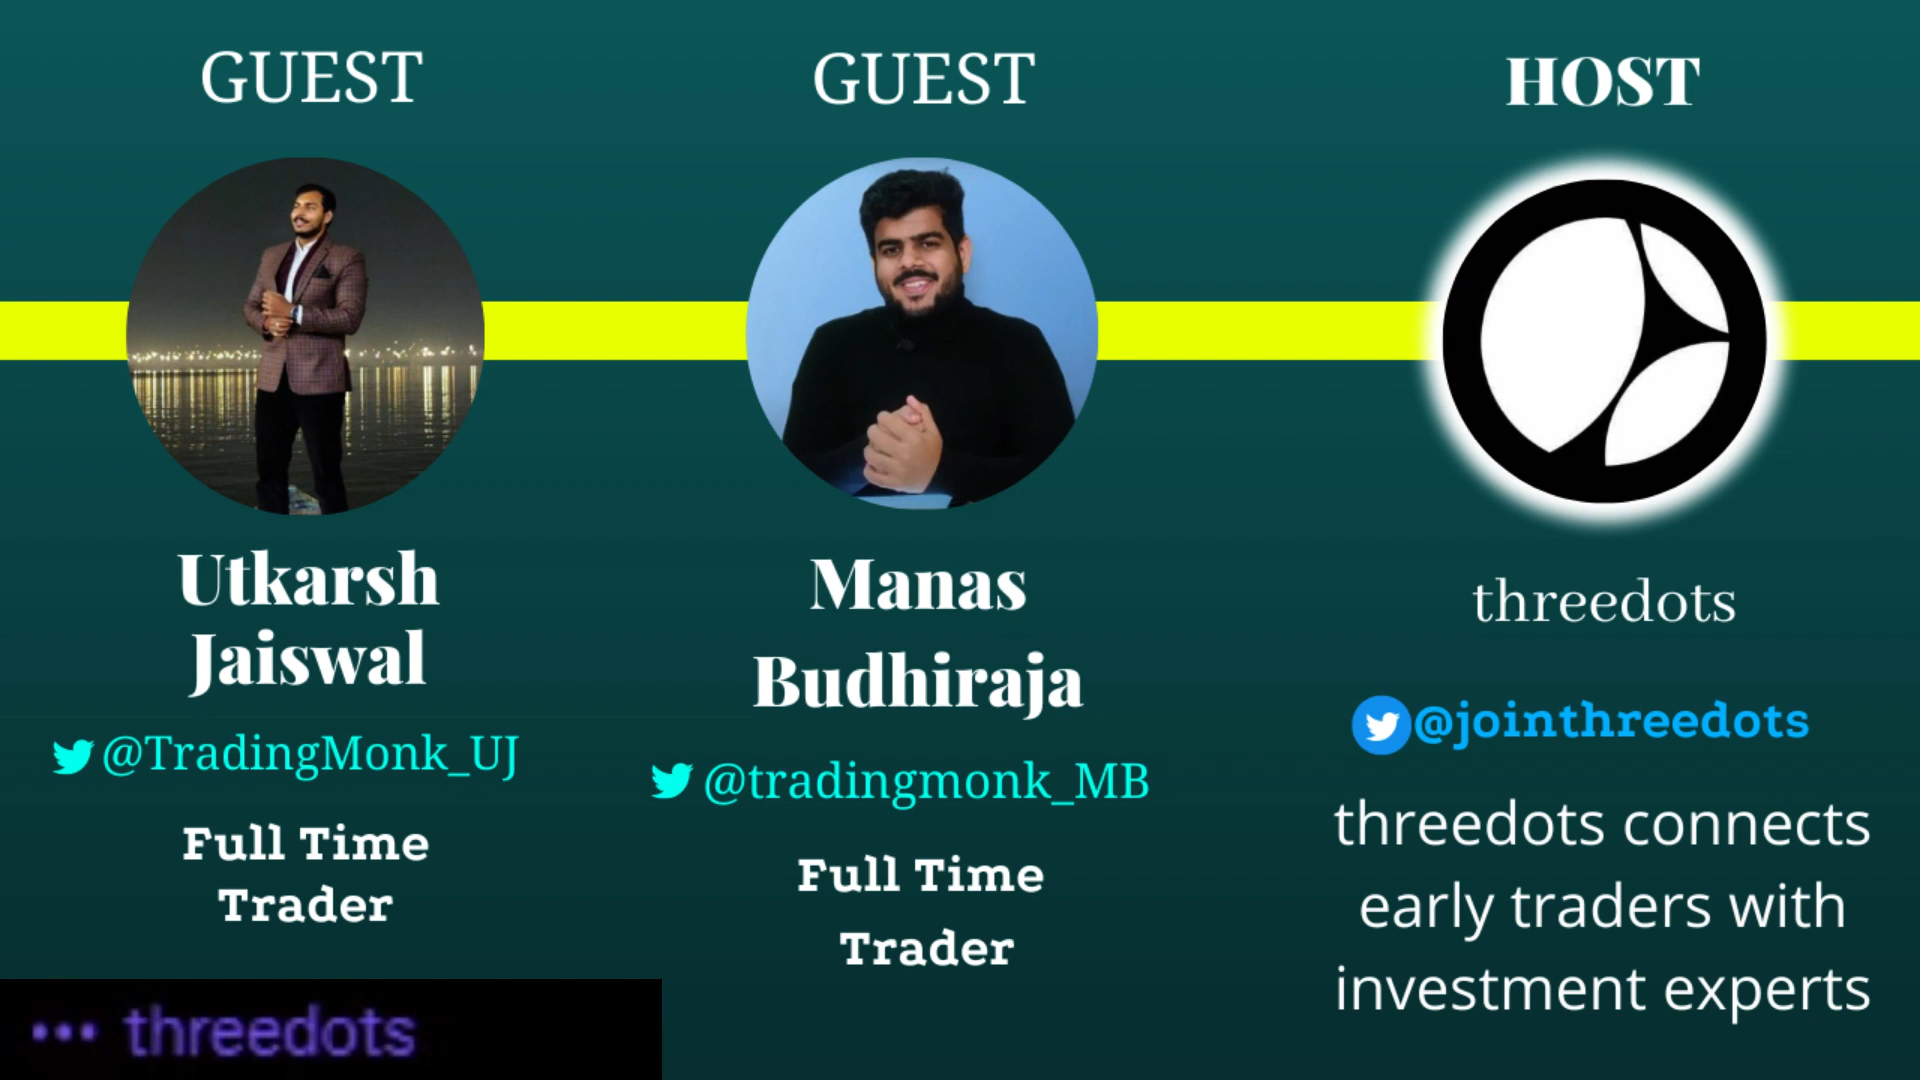 GUEST
Utkarsh
Jaiswal
@TradingMonk_UJ
Full Time
Trader
GUEST
Manas
Budhiraja
@tradingmonk_MB
Full Time
Trader
HOST
threedots
@jointhreedots
threedots connects
early traders with
investment experts
••• threedots